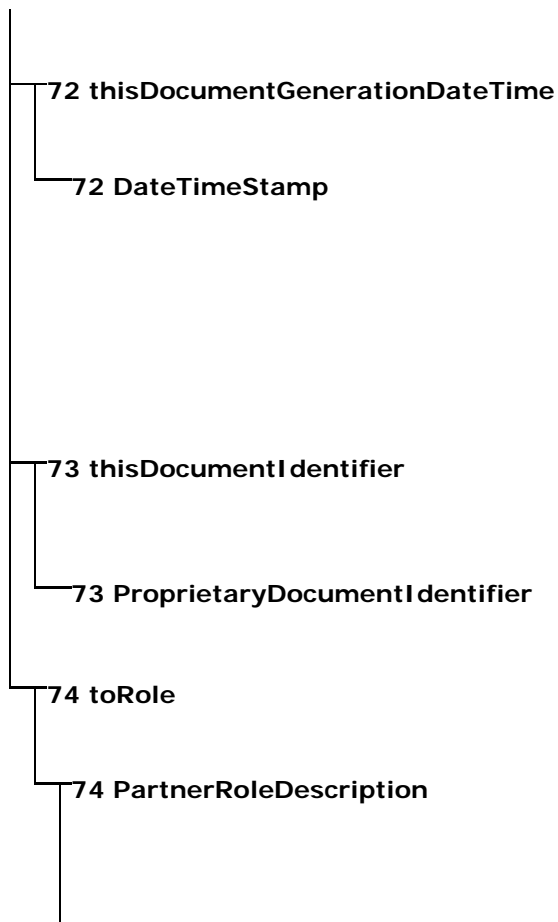 72 thisDocumentGenerationDateTime
72 DateTimeStamp
73 thisDocumentIdentifier
73 ProprietaryDocumentIdentifier
74 toRole
74 PartnerRoleDescription